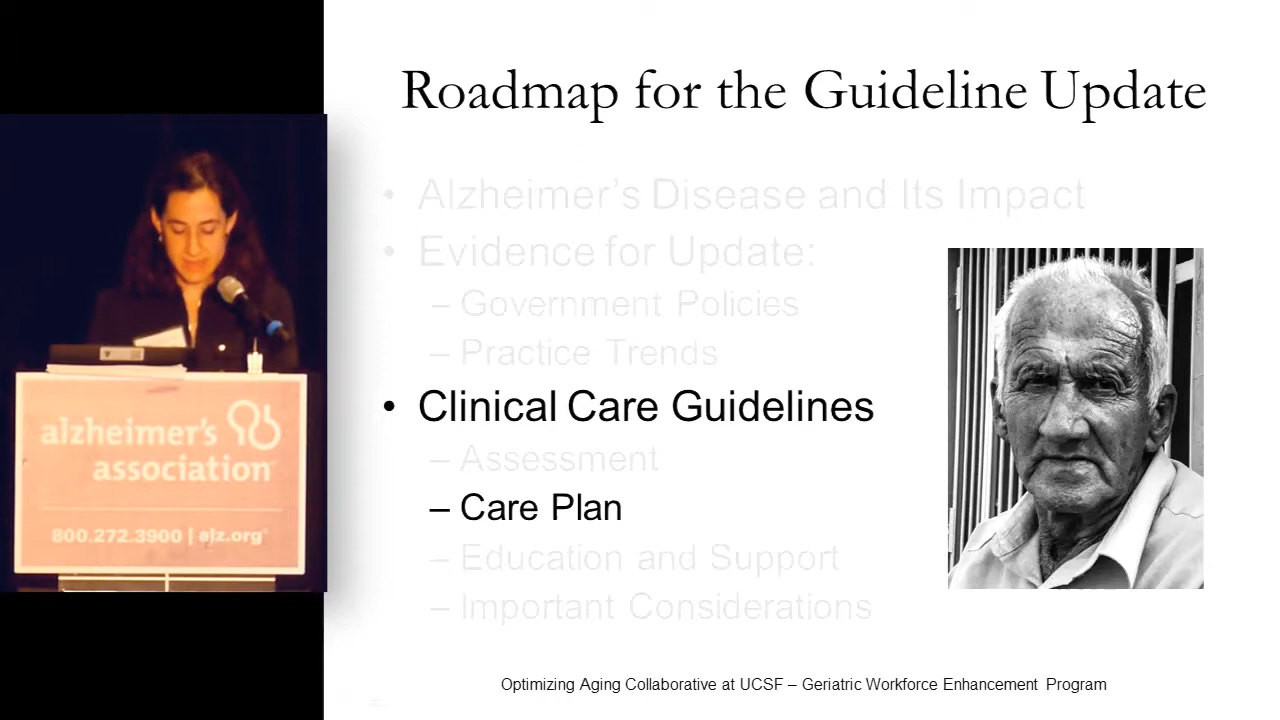 Roadmap for the Guideline Update
• Alzheimer's Disease and Its Impact
• Evidence for Update:
– Government Policies
– Practice Trends
• Clinical Care Guidelines
– Assessment
– Care Plan
– Education and Support
– Important Considerations
Optimizing Aging Collaborative at UCSF – Geriatric Workforce Enhancement Program
alzheimer's
association
800.272.3900 | alz.org